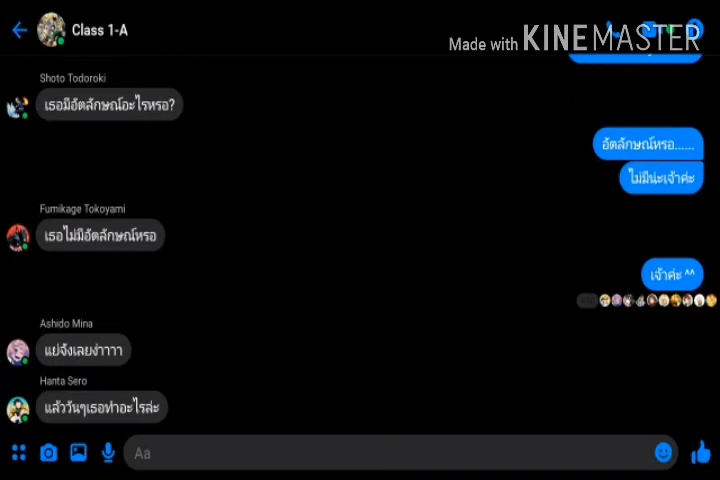 Class 1-A
Made with KINEMASTER
Shoto Todoroki
เธอมีอัตลักษณ์อะไรหรอ?
อัตลักษณ์หรอ......
ไม่มีน่ะเจ้าค่ะ
Fumikage Tokoyami
เธอไม่มีอัตลักษณ์หรอ
เจ้าค่ะ ^^
Ashido Mina
แย่จังเลยง่าาาา
Hanta Sero
แล้ววันๆเธอทำอะไรล่ะ
Aa